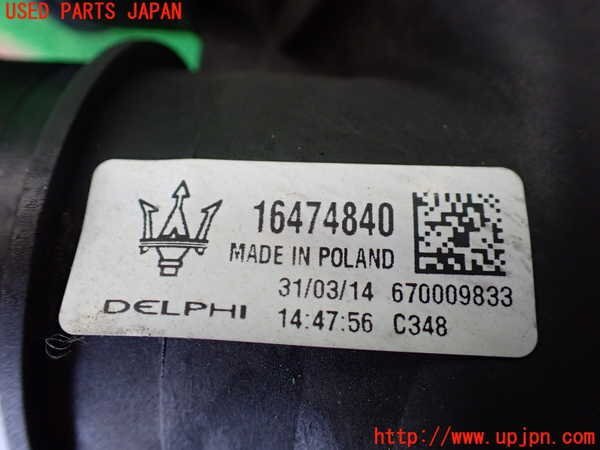 USED PARTS JAPAN
16474840
MADE IN POLAND
31/03/14 670009833
DELPHI 14:47:56 C348
http://www.upjpn.com/